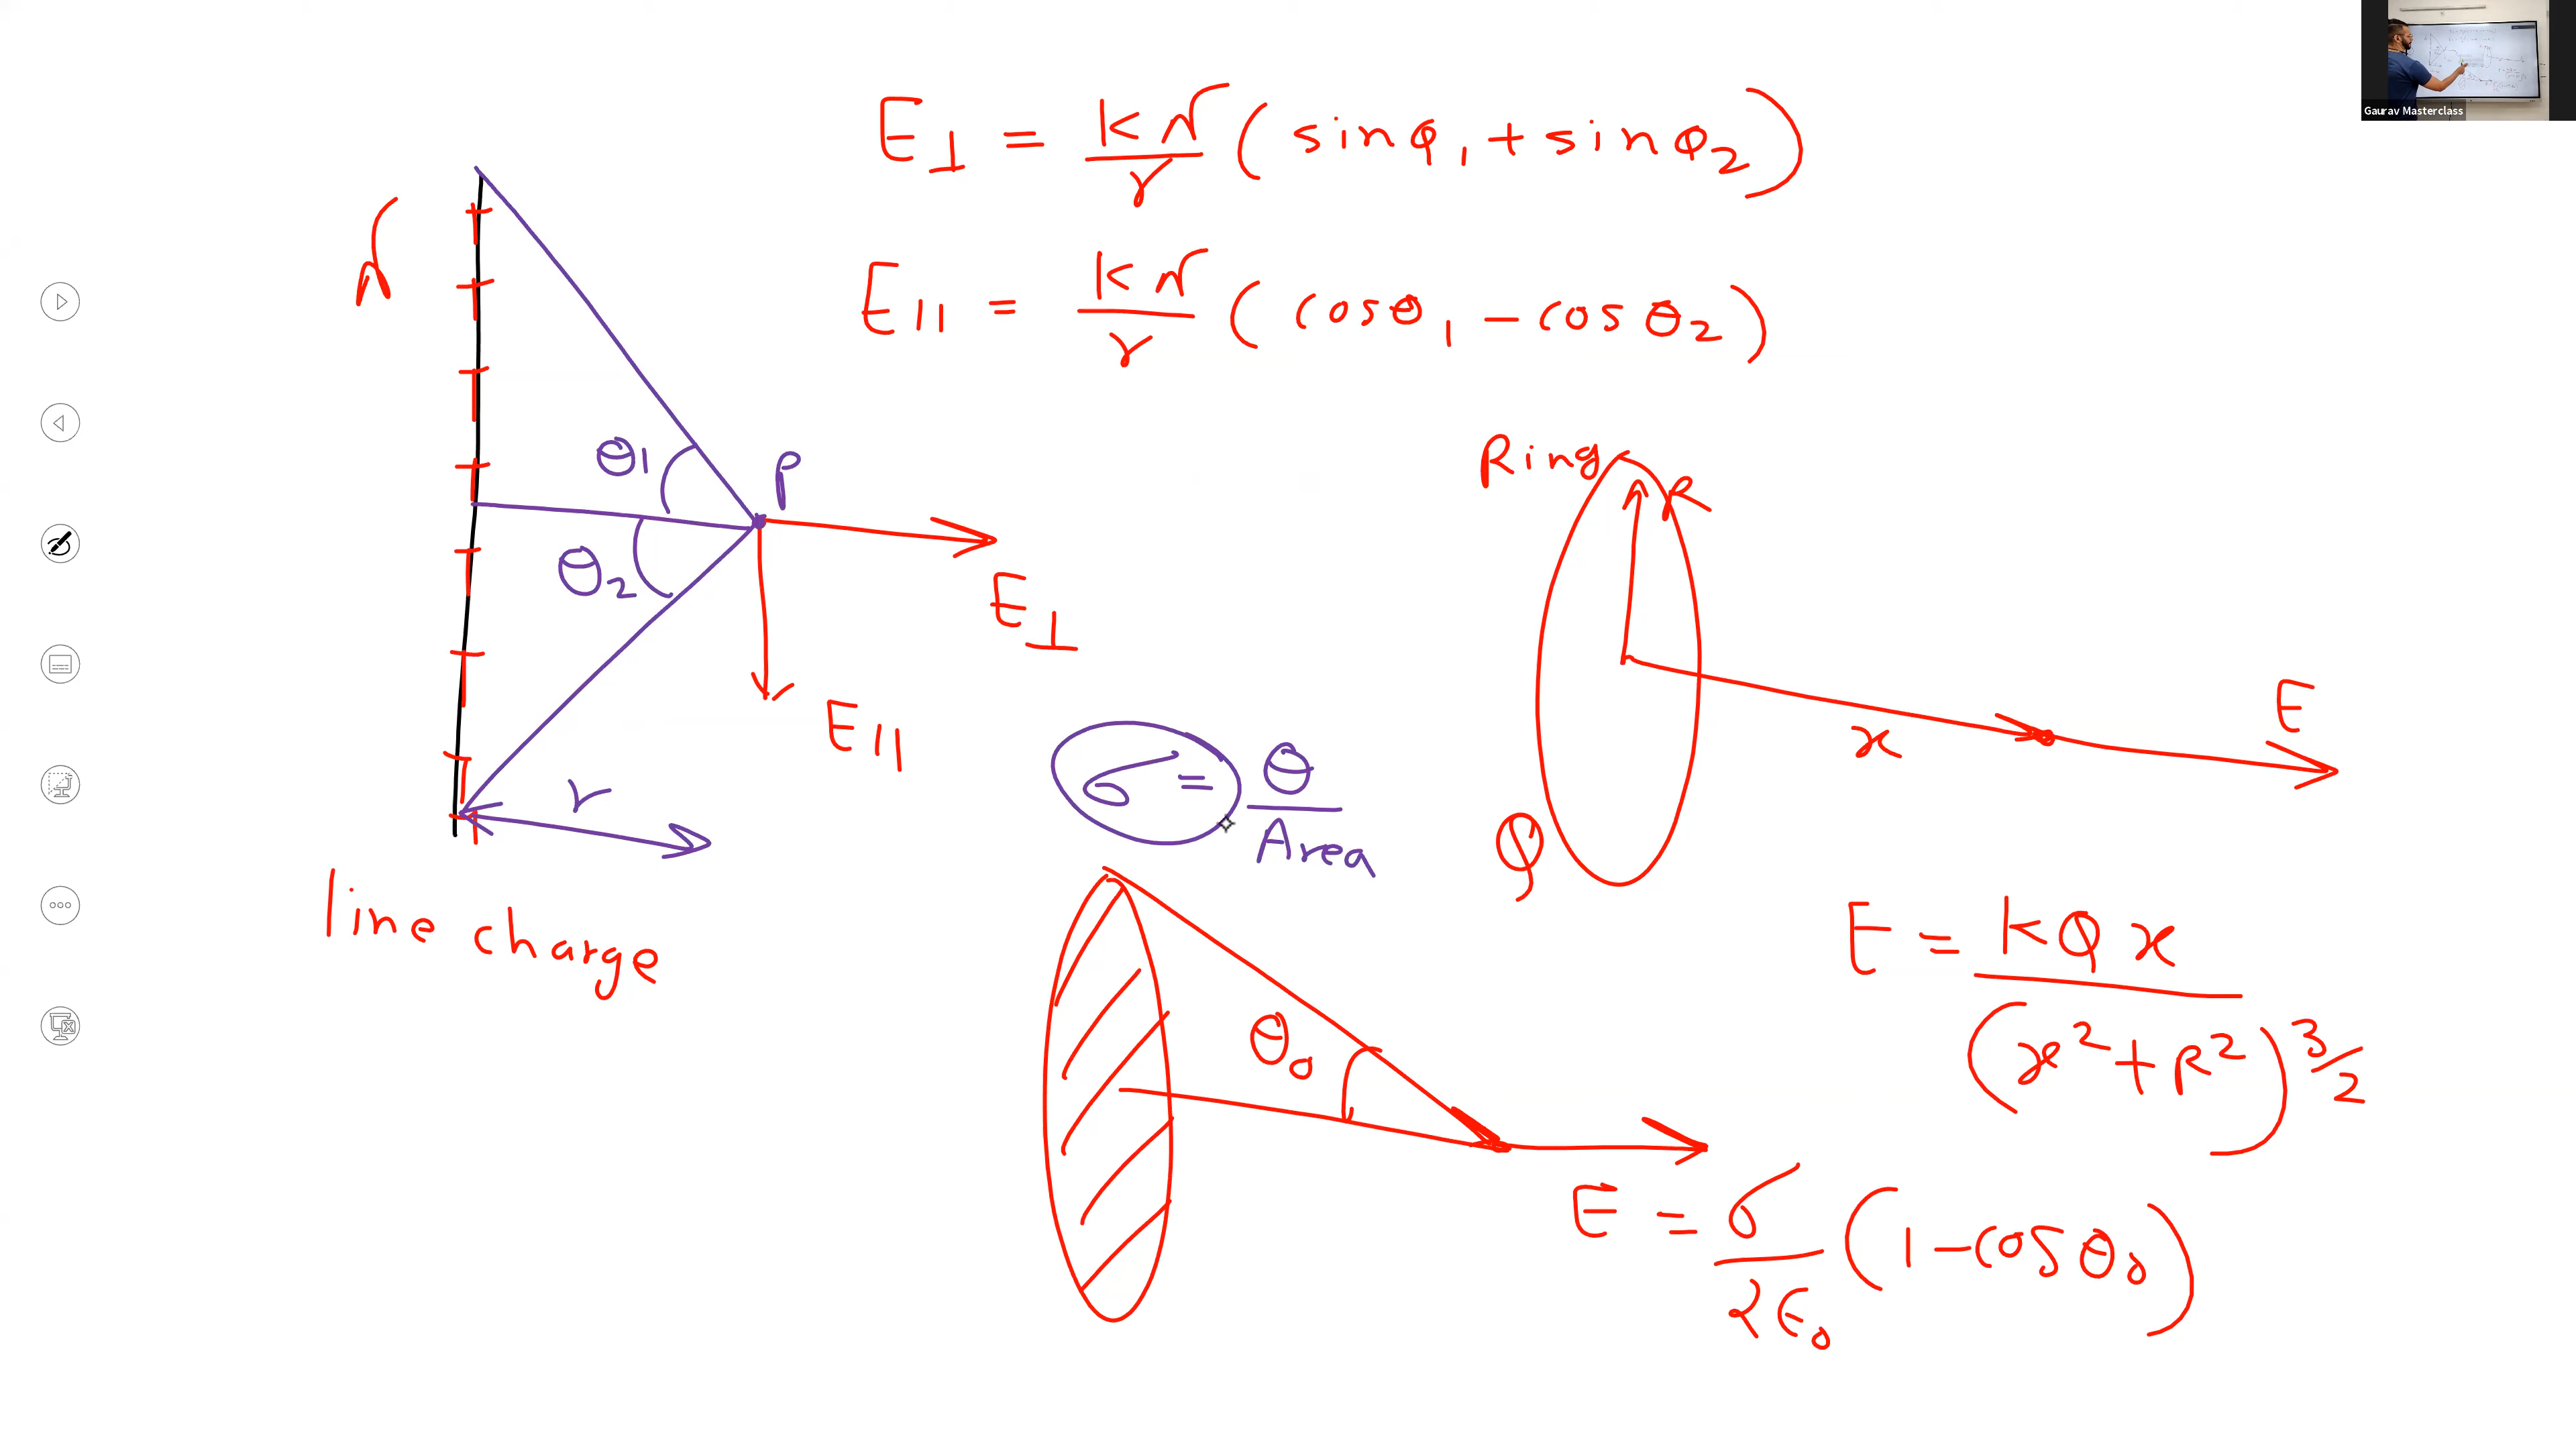 Gaurav Masterclass
E⊥ = kλ/r (sinφ₁ + sinφ₂)
E|| = kλ/r (cosθ₁ − cosθ₂)
λ
θ1
P
θ2
E⊥
E||
r
line charge
Ring
R
x
E
Q
σ = θ/Area
E = kQx/(x² + R²)^3/2
θ₀
E = σ/2ϵ₀ (1 − cosθ₀)